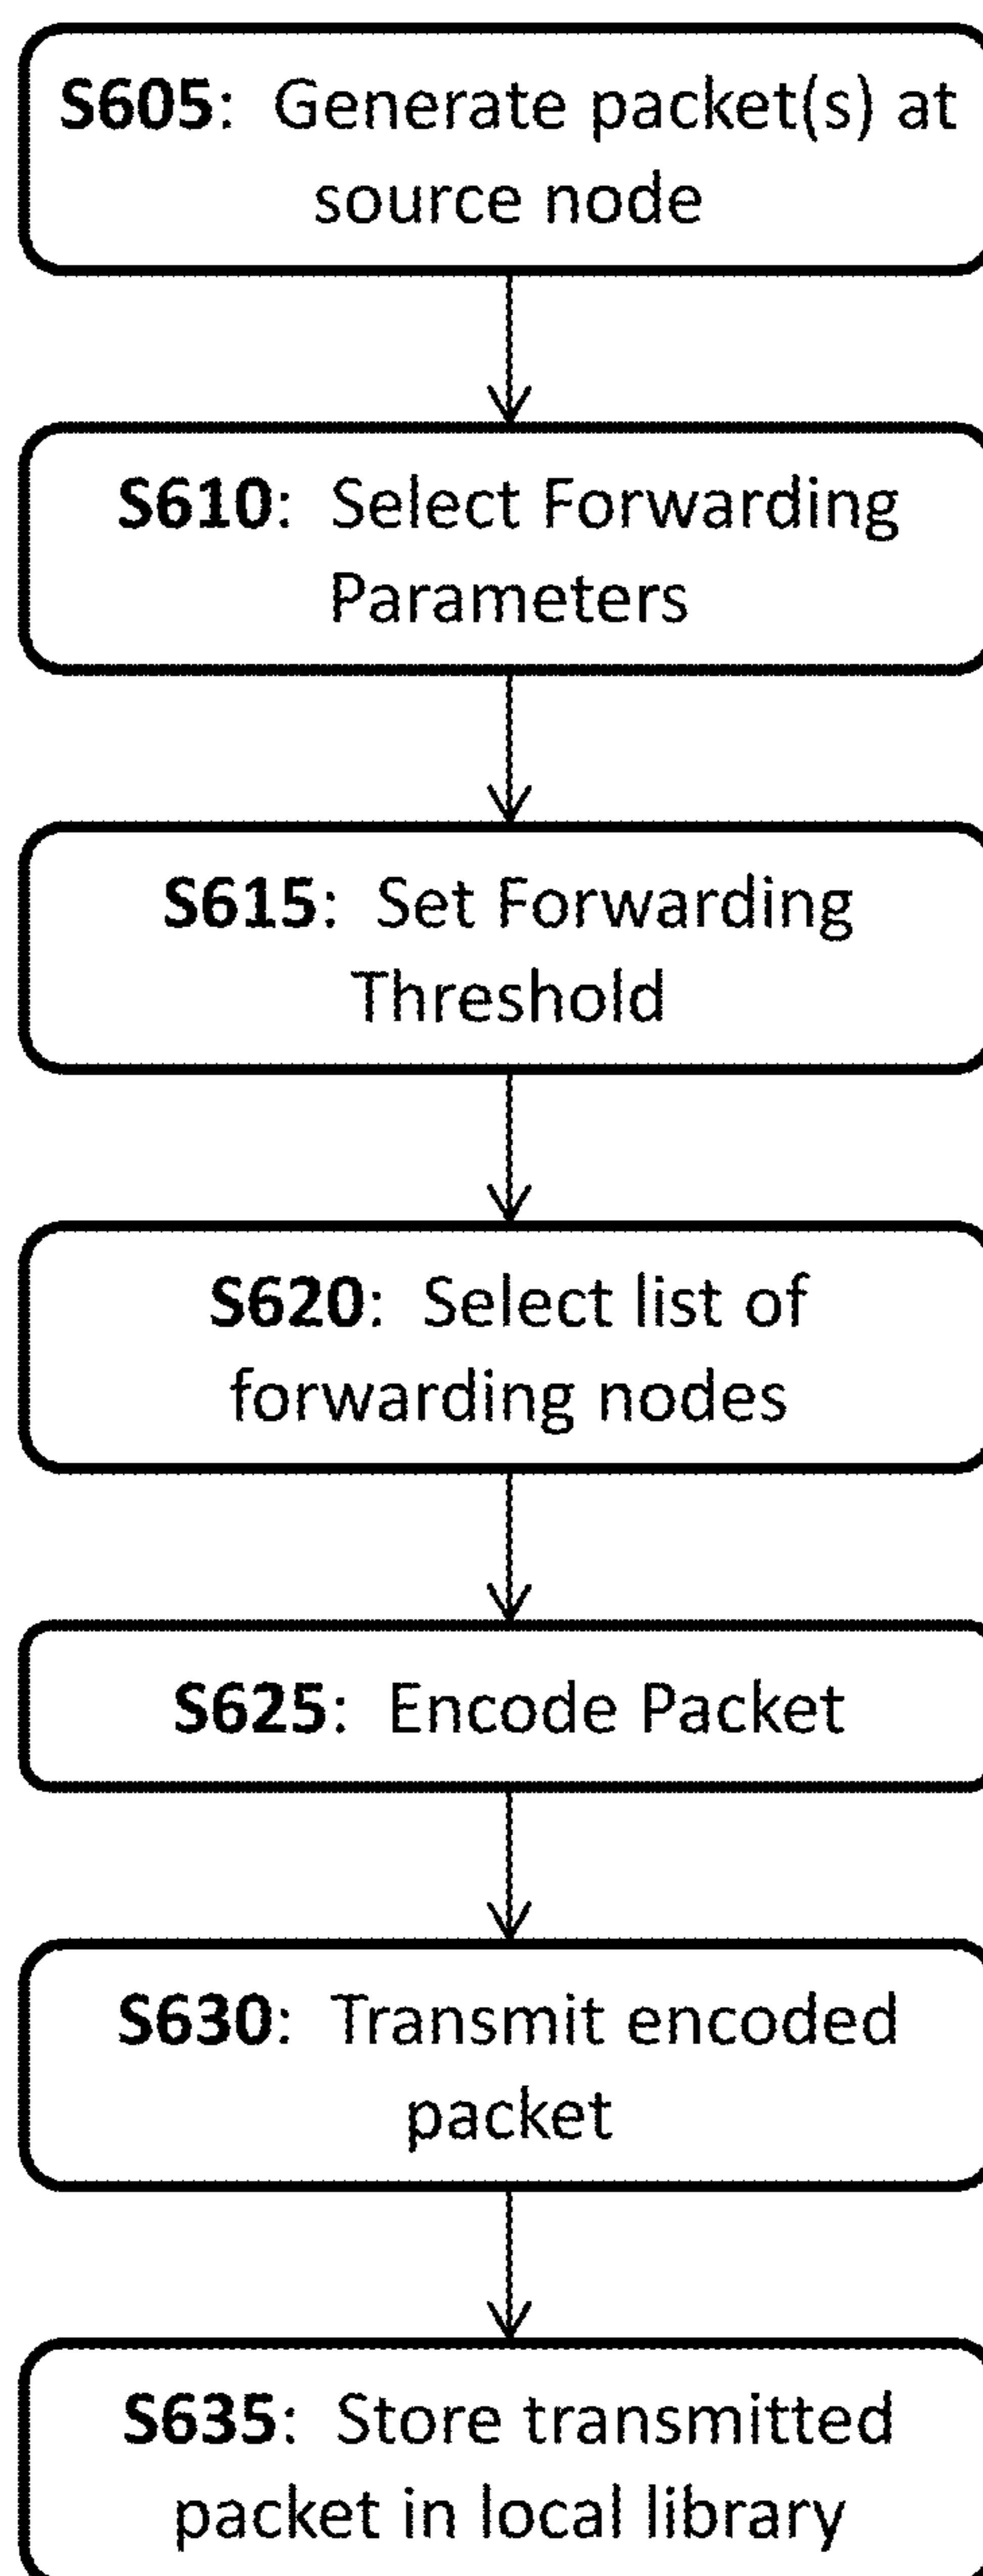 S605: Generate packet(s) at
source node
S610: Select Forwarding
Parameters
S615: Set Forwarding
Threshold
S620: Select list of
forwarding nodes
S625: Encode Packet
S630: Transmit encoded
packet
S635: Store transmitted
packet in local library